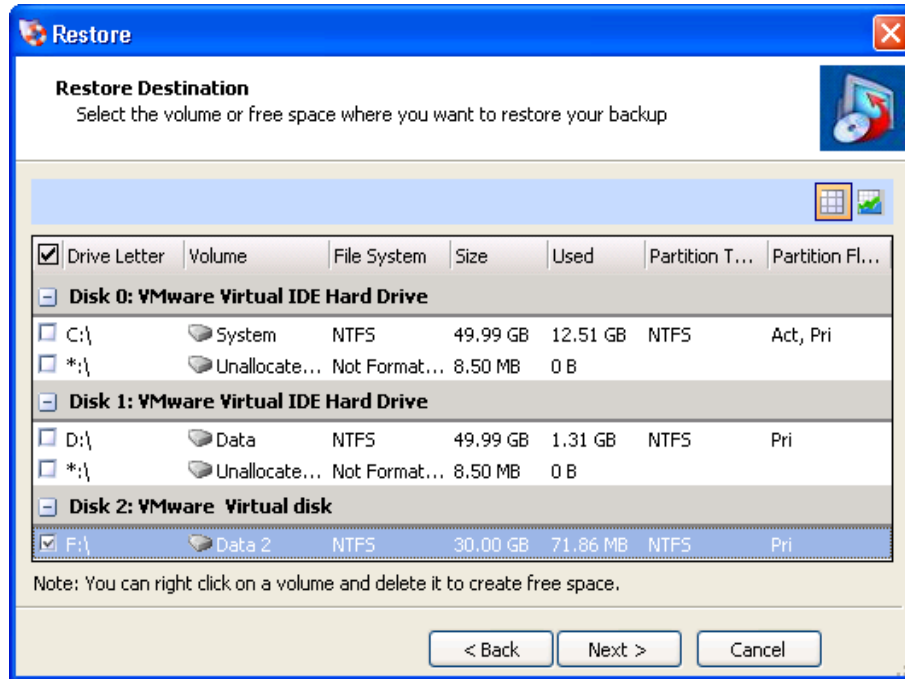 Restore
Restore Destination
Select the volume or free space where you want to restore your backup
Drive Letter Volume File System Size Used Partition T... Partition Fl...
Disk 0: VMware Virtual IDE Hard Drive
C:\ System NTFS 49.99 GB 12.51 GB NTFS Act, Pri
*:\ Unallocate... Not Format... 8.50 MB 0 B
Disk 1: VMware Virtual IDE Hard Drive
D:\ Data NTFS 49.99 GB 1.31 GB NTFS Pri
*:\ Unallocate... Not Format... 8.50 MB 0 B
Disk 2: VMware Virtual disk
F:\ Data 2 NTFS 30.00 GB 71.86 MB NTFS Pri
Note: You can right click on a volume and delete it to create free space.
< Back Next > Cancel